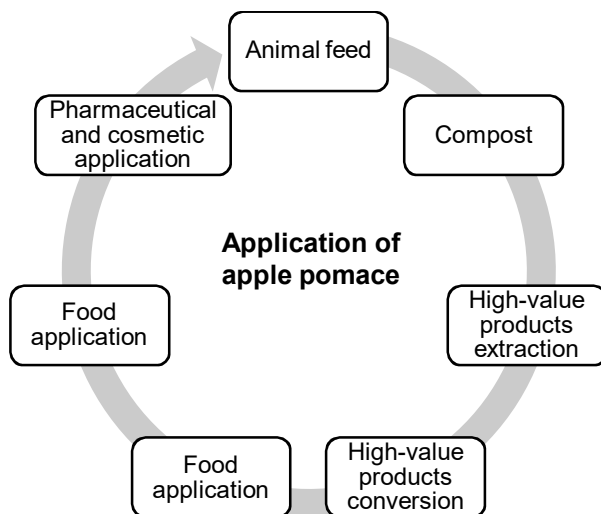 Animal feed
Compost
High-value
products
extraction
High-value
products
conversion
Food
application
Food
application
Pharmaceutical
and cosmetic
application
Application of
apple pomace